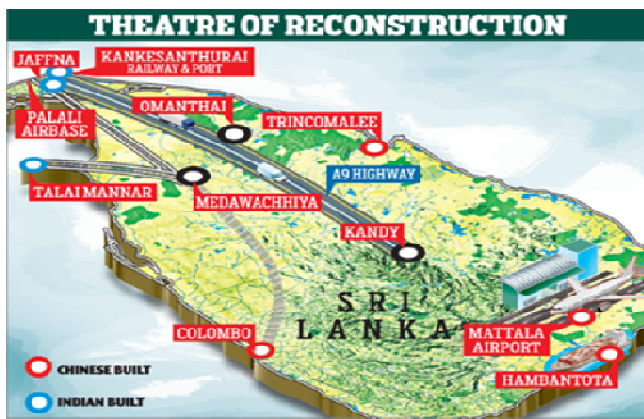 THEATRE OF RECONSTRUCTION
JAFFNA
KANKESANTHURAI
RAILWAY & PORT
OMANTHAI
TRINCOMALEE
PALALI
AIRBASE
TALAI MANNAR
MEDAWACHHIYA
A9 HIGHWAY
KANDY
SRI
LANKA
COLOMBO
MATTALA
AIRPORT
HAMBANTOTA
CHINESE BUILT
INDIAN BUILT